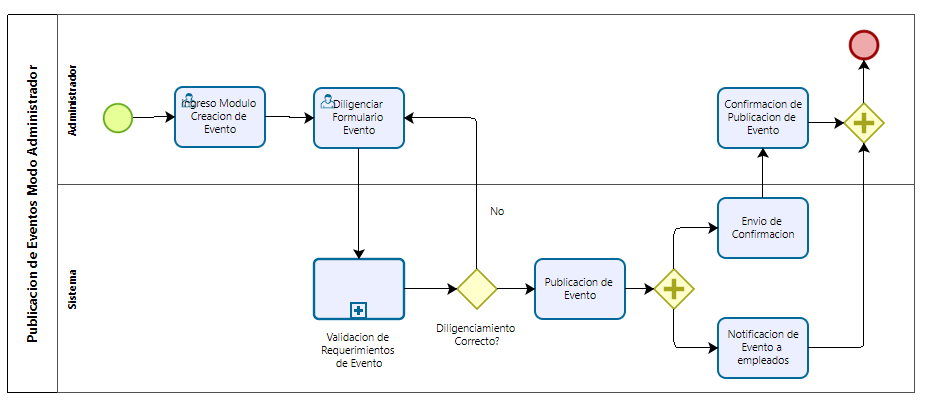 Publicacion de Eventos Modo Administrador
Administrador
Ingreso Modulo
Creacion de
Evento
Diligenciar
Formulario
Evento
Confirmacion de
Publicacion de
Evento
Sistema
No
Envio de
Confirmacion
Publicacion de
Evento
Diligenciamiento
Correcto?
Validacion de
Requerimientos
de Evento
Notificacion de
Evento a
empleados